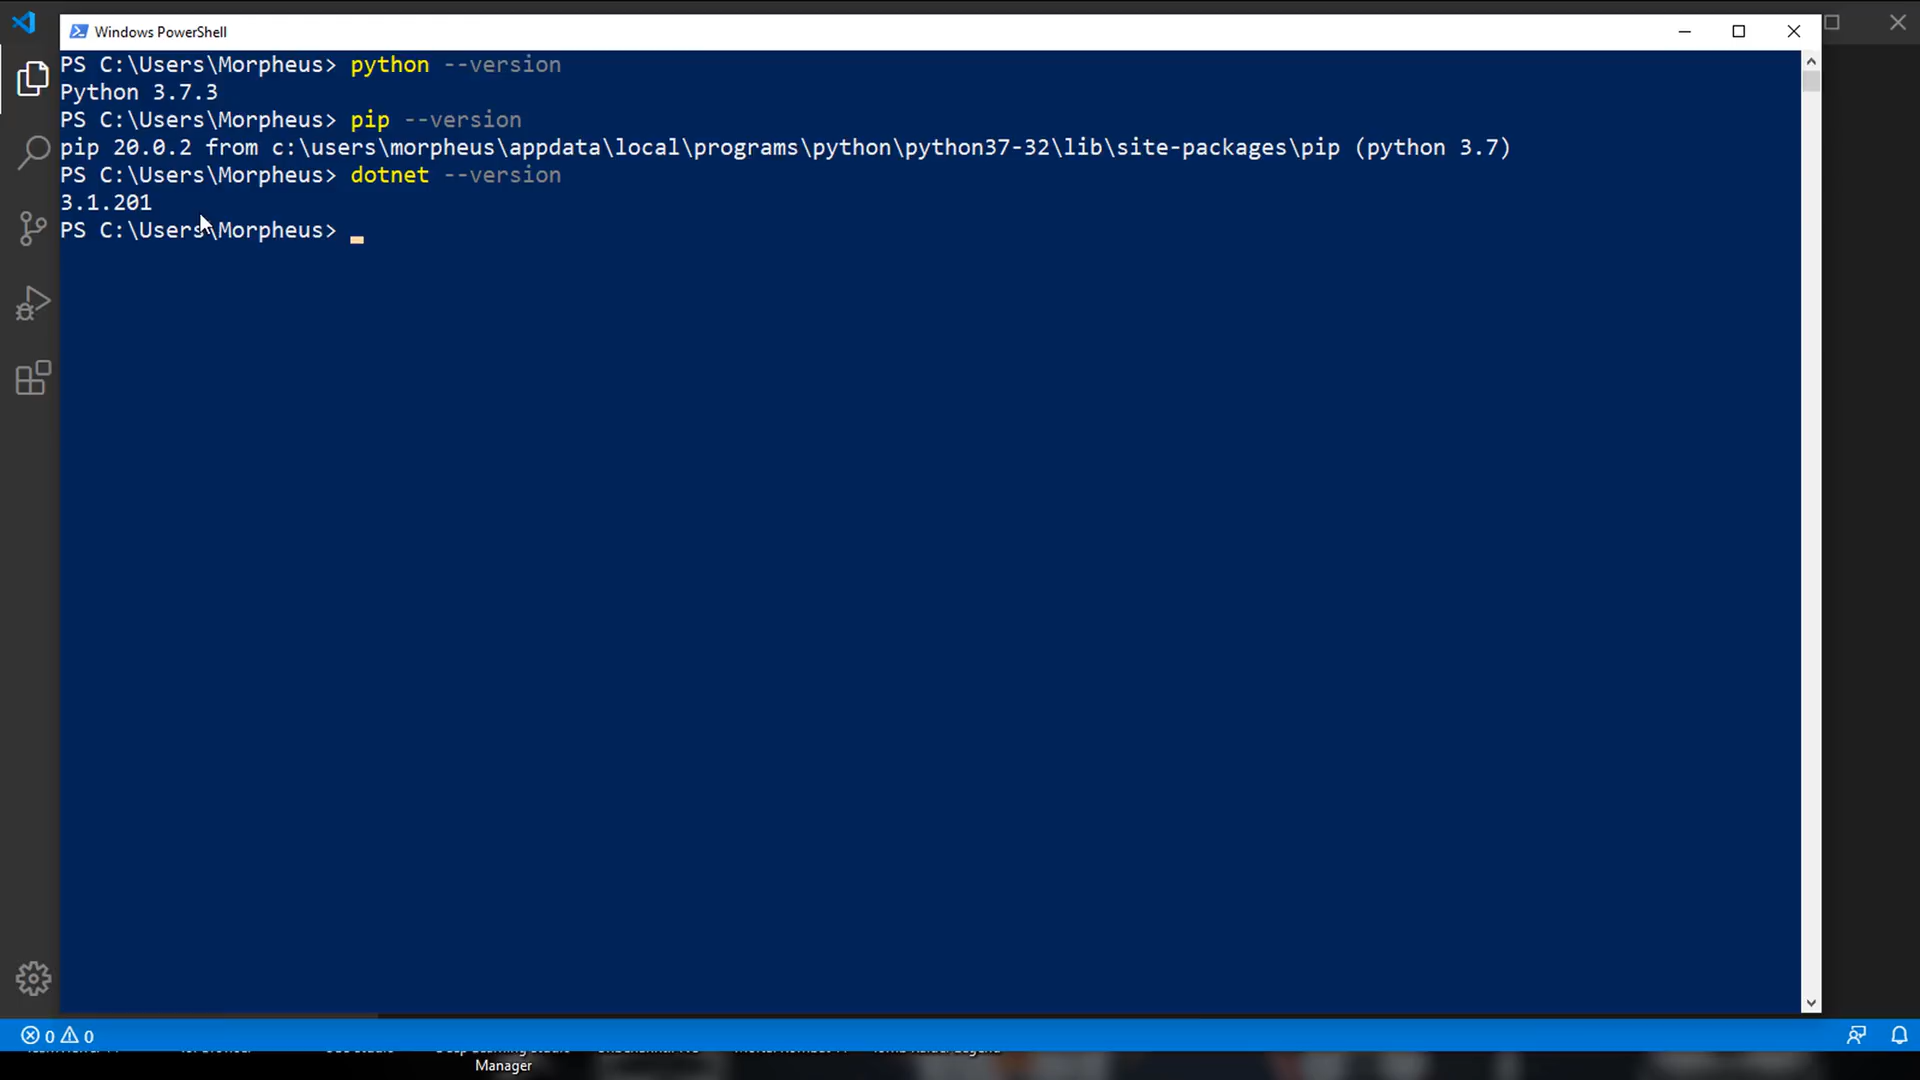 Windows PowerShell
PS C:\Users\Morpheus> python --version
Python 3.7.3
PS C:\Users\Morpheus> pip --version
pip 20.0.2 from c:\users\morpheus\appdata\local\programs\python\python37-32\lib\site-packages\pip (python 3.7)
PS C:\Users\Morpheus> dotnet --version
3.1.201
PS C:\Users\Morpheus>
0 0
Manager